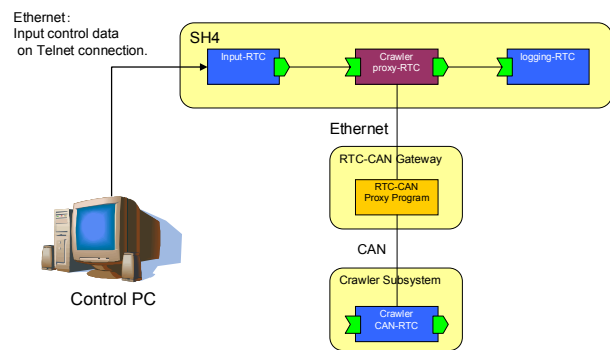 Ethernet:
Input control data
on Telnet connection.
SH4
Input-RTC
Crawler
proxy-RTC
logging-RTC
Ethernet
RTC-CAN Gateway
RTC-CAN
Proxy Program
CAN
Control PC
Crawler Subsystem
Crawler
CAN-RTC